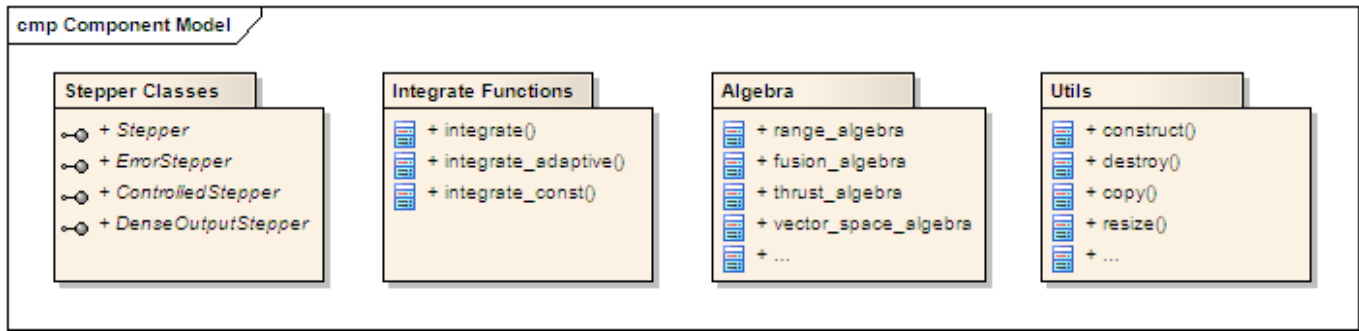 cmp Component Model
Stepper Classes
+ Stepper
+ ErrorStepper
+ ControlledStepper
+ DenseOutputStepper
Integrate Functions
+ integrate()
+ integrate_adaptive()
+ integrate_const()
Algebra
+ range_algebra
+ fusion_algebra
+ thrust_algebra
+ vector_space_algebra
+ ...
Utils
+ construct()
+ destroy()
+ copy()
+ resize()
+ ...